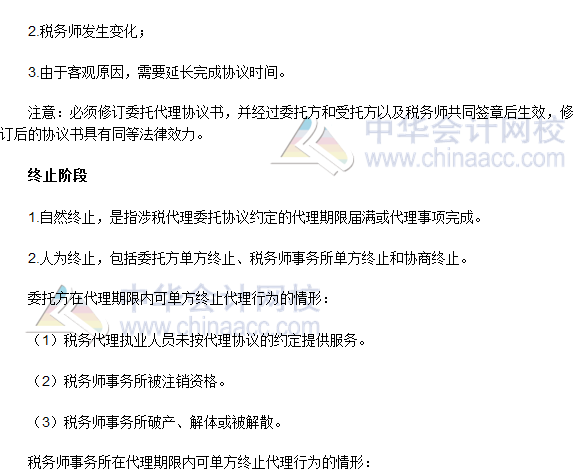 2.税务师发生变化；
3.由于客观原因，需要延长完成协议时间。
注意：必须修订委托代理协议书，并经过委托方和受托方以及税务师共同签章后生效，修
订后的协议书具有同等法律效力。
中华会计网校
www.chinaacc.com
终止阶段
1.自然终止，是指涉税代理委托协议约定的代理期限届满或代理事项完成。
2.人为终止，包括委托方单方终止、税务师事务所单方终止和协商终止。
委托方在代理期限内可单方终止代理行为的情形：
中华会计网校
www.chinaacc.com
（1）税务代理执业人员未按代理协议的约定提供服务。
（2）税务师事务所被注销资格。
（3）税务师事务所破产、解体或被解散。
税务师事务所在代理期限内可单方终止代理行为的情形：